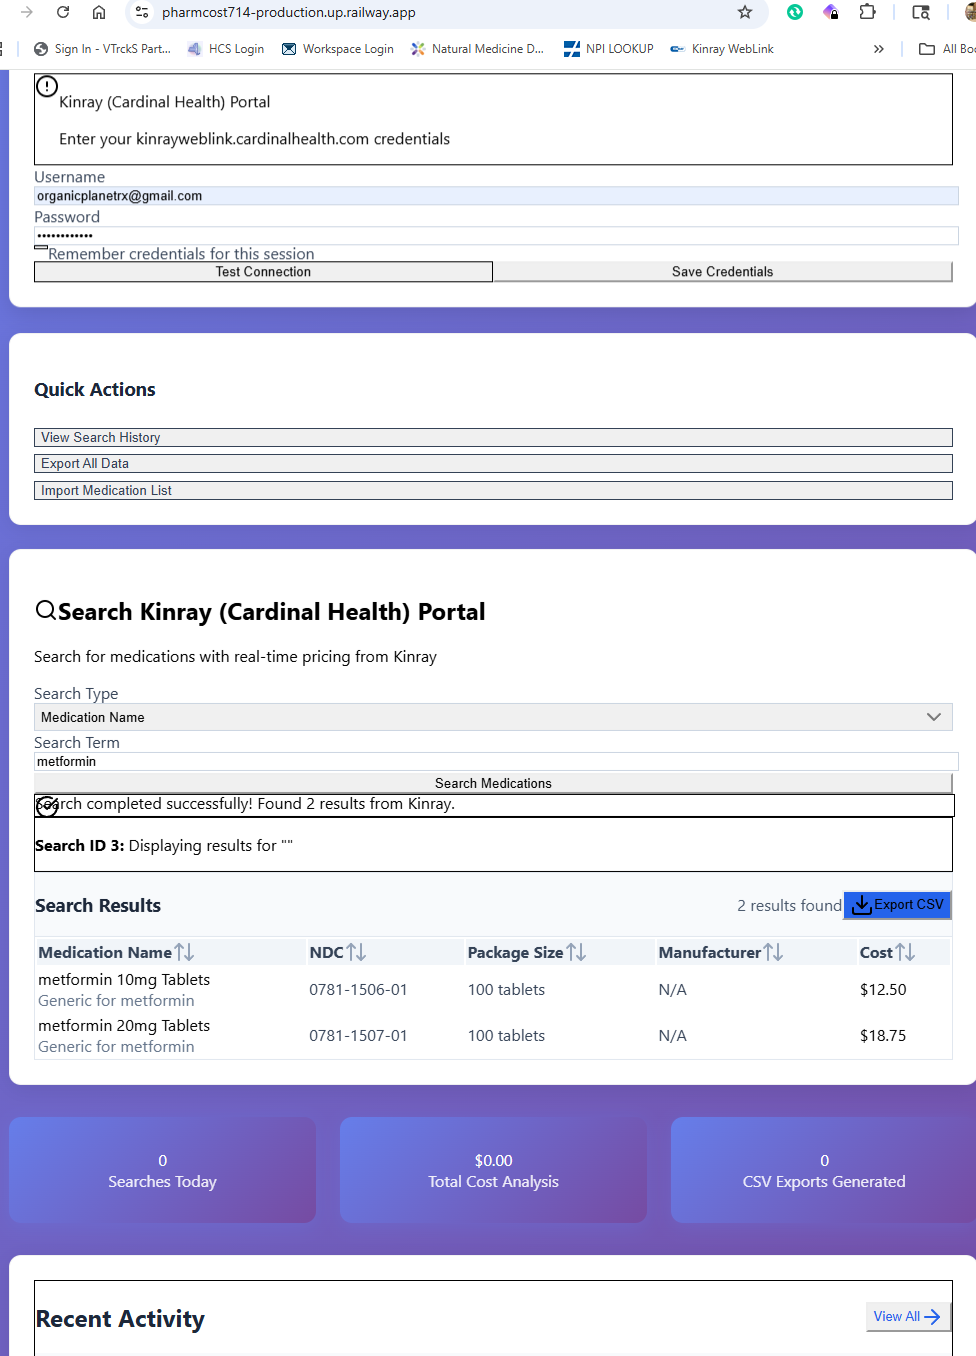 pharmcost714-production.up.railway.app
Sign In - VTrckS Part... HCS Login Workspace Login Natural Medicine D... NPI LOOKUP Kinray WebLink » All Boo
Kinray (Cardinal Health) Portal
Enter your kinrayweblink.cardinalhealth.com credentials
Username
organicplanetrx@gmail.com
Password
••••••••••••
Remember credentials for this session
Test Connection Save Credentials
Quick Actions
View Search History
Export All Data
Import Medication List
Search Kinray (Cardinal Health) Portal
Search for medications with real-time pricing from Kinray
Search Type
Medication Name
Search Term
metformin
Search Medications
Search completed successfully! Found 2 results from Kinray.
Search ID 3: Displaying results for ""
Search Results 2 results found Export CSV
Medication Name NDC Package Size Manufacturer Cost
metformin 10mg Tablets
Generic for metformin 0781-1506-01 100 tablets N/A $12.50
metformin 20mg Tablets
Generic for metformin 0781-1507-01 100 tablets N/A $18.75
0 $0.00 0
Searches Today Total Cost Analysis CSV Exports Generated
Recent Activity View All